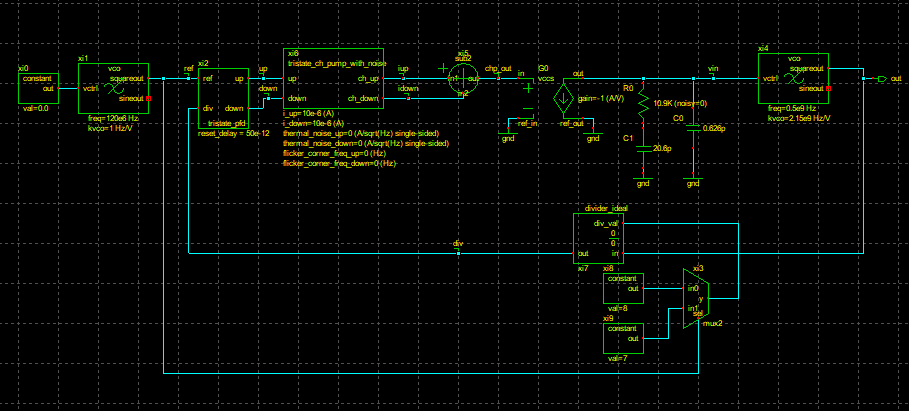 xi0
constant
out
val=0.0
xi1
vco
squareout
vctrl
sineout
freq=120e6 Hz
kvco=1 Hz/V
ref
xi2
ref
up
div
down
tristate_pfd
reset_delay = 50e-12
up
down
xi6
tristate_ch_pump_with_noise
up
ch_up
down
ch_down
i_up=10e-6 (A)
i_down=10e-6 (A)
thermal_noise_up=0 (A/sqrt(Hz) single-sided)
thermal_noise_down=0 (A/sqrt(Hz) single-sided)
flicker_corner_freq_up=0 (Hz)
flicker_corner_freq_down=0 (Hz)
iup
idown
xi5
sub2
in1
out
in2
chp_out
in
G0
vccs
out
gain=-1 (A/V)
ref_in
ref_out
gnd
gnd
R0
10.9K (noisy=0)
C1
20.6p
gnd
C0
0.626p
gnd
vin
xi4
vco
squareout
vctrl
sineout
freq=0.5e9 Hz
kvco=2.15e9 Hz/V
out
div
divider_ideal
div_val
0
0
out
in
xi7
xi8
constant
out
val=8
xi9
constant
out
val=7
xi3
in0
y
in1
sel
mux2